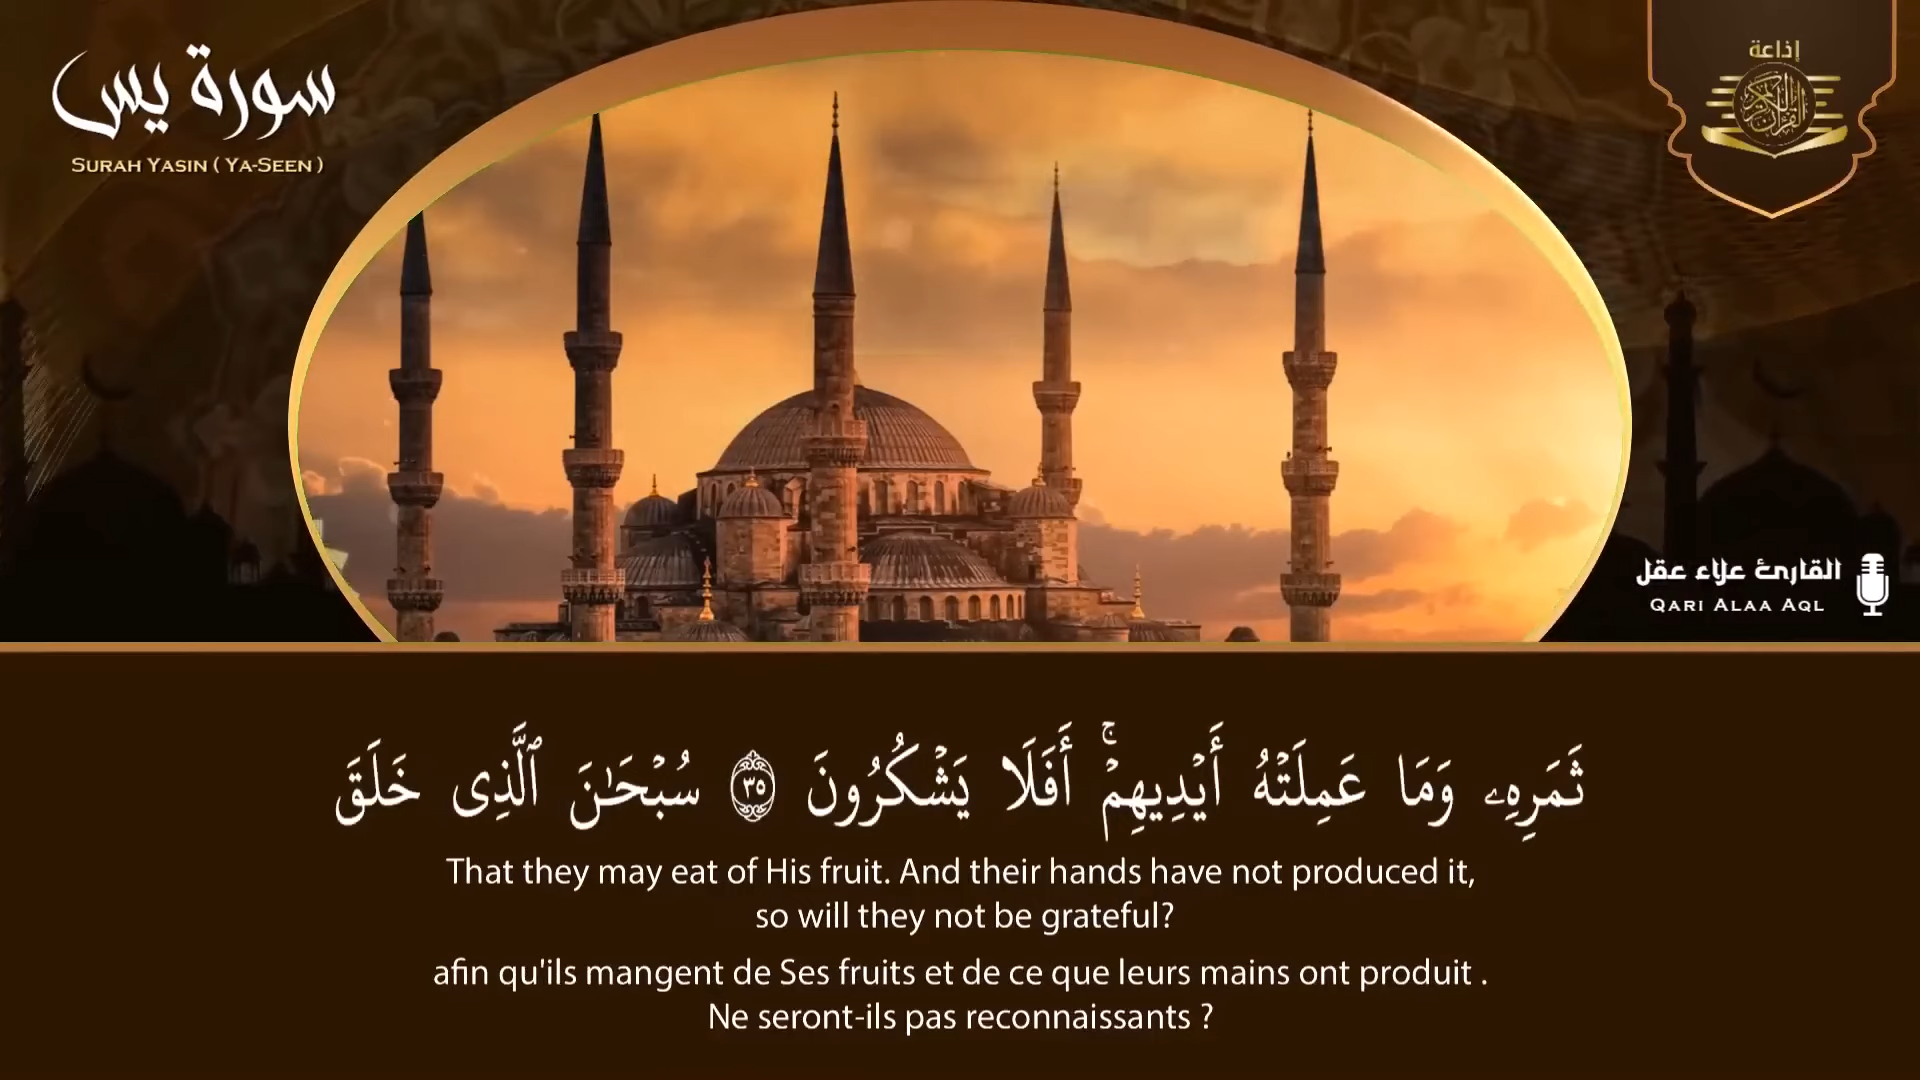 سورة يس
SURAH YASIN ( YA-SEEN )
إذاعة
القرآن الكريم
القارئ علاء عقل
QARI ALAA AQL
ثَمَرِهِۦ وَمَا عَمِلَتْهُ أَيْدِيهِمْ ۚ أَفَلَا يَشْكُرُونَ ٣٥ سُبْحَـٰنَ ٱلَّذِى خَلَقَ
That they may eat of His fruit. And their hands have not produced it,
so will they not be grateful?
afin qu'ils mangent de Ses fruits et de ce que leurs mains ont produit .
Ne seront-ils pas reconnaissants ?